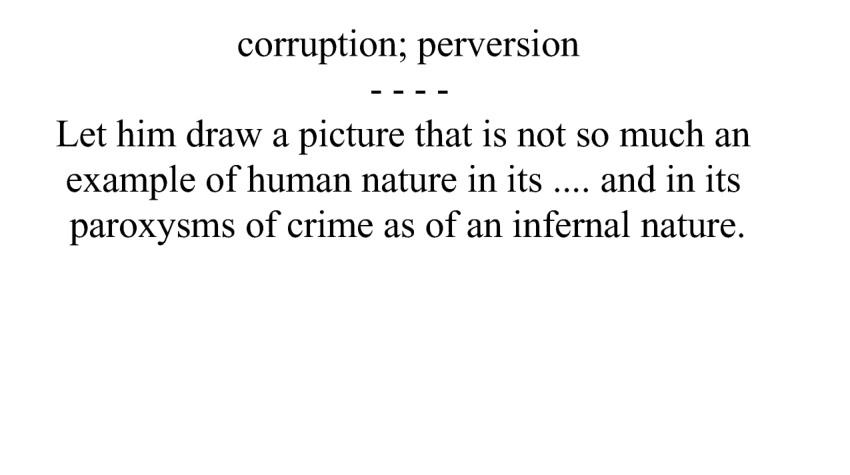 corruption; perversion
- - - -
Let him draw a picture that is not so much an
example of human nature in its .... and in its
paroxysms of crime as of an infernal nature.